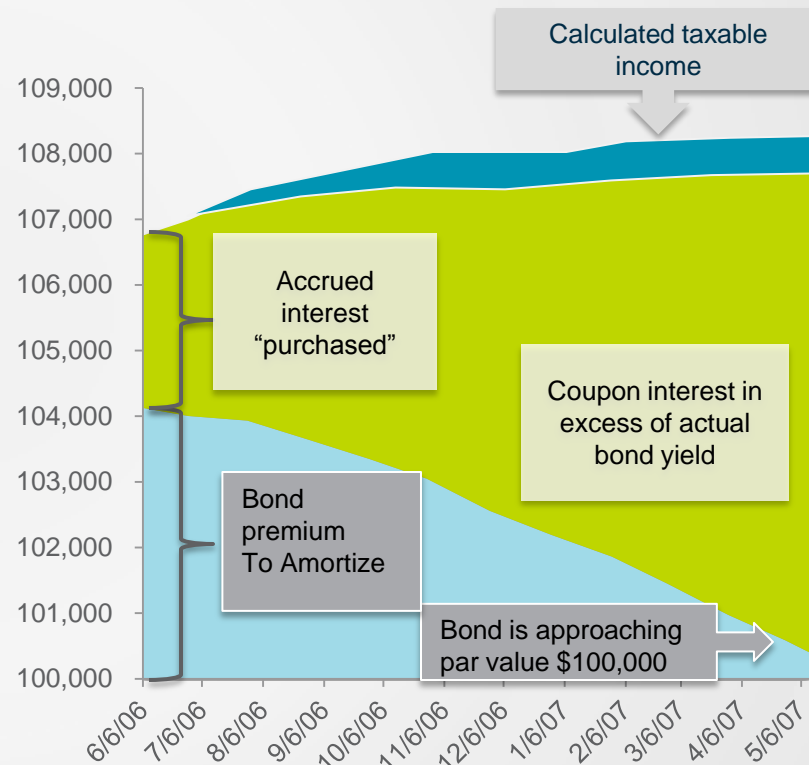 Calculated taxable
income
109,000
108,000
107,000
106,000
105,000
104,000
103,000
102,000
101,000
100,000
Accrued
interest
“purchased”
Coupon interest in
excess of actual
bond yield
Bond
premium
To Amortize
Bond is approaching
par value $100,000
6/6/06
7/6/06
8/6/06
9/6/06
10/6/06
11/6/06
12/6/06
1/6/07
2/6/07
3/6/07
4/6/07
5/6/07